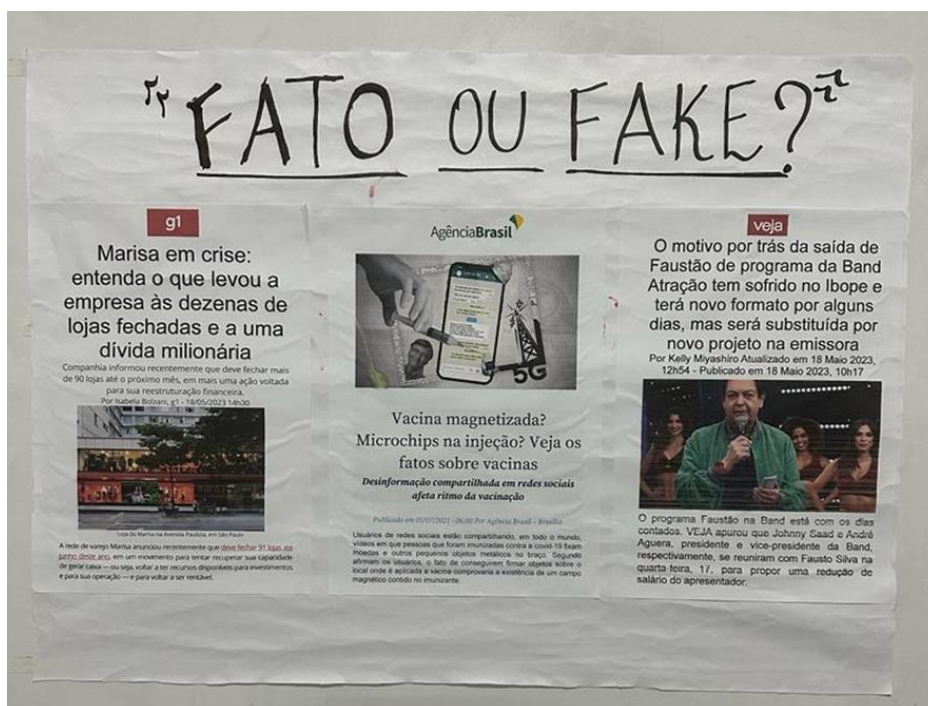 "FATO OU FAKE?"
g1
Marisa em crise:
entenda o que levou a
empresa às dezenas de
lojas fechadas e a uma
dívida milionária
Companhia informou recentemente que deve fechar mais
de 90 lojas até o próximo mês, em mais uma ação voltada
para sua reestruturação financeira.
Por Isabela Bolzani, g1 - 18/05/2023 14h30
Loja da Marisa na Avenida Paulista, em São Paulo
A rede de varejo Marisa anunciou recentemente que deve fechar 91 lojas até
junho deste ano, em um movimento para tentar recuperar sua capacidade
de gerar caixa — ou seja, voltar a ter recursos disponíveis para investimentos
e para sua operação — e para voltar a ser rentável.
AgênciaBrasil
5G
Vacina magnetizada?
Microchips na injeção? Veja os
fatos sobre vacinas
Desinformação compartilhada em redes sociais
afeta ritmo da vacinação
Publicado em 05/07/2021 - 06:00 Por Agência Brasil - Brasília
Usuários de redes sociais estão compartilhando, em todo o mundo,
vídeos em que pessoas que foram imunizadas contra a covid-19 fixam
moedas e outros pequenos objetos metálicos no braço. Segundo
afirmam os usuários, o fato de conseguirem firmar objetos sobre o
local onde é aplicada a vacina comprovaria a existência de um campo
magnético contido no imunizante.
veja
O motivo por trás da saída de
Faustão de programa da Band
Atração tem sofrido no Ibope e
terá novo formato por alguns
dias, mas será substituída por
novo projeto na emissora
Por Kelly Miyashiro Atualizado em 18 Maio 2023,
12h54 - Publicado em 18 Maio 2023, 10h17
O programa Faustão na Band está com os dias
contados. VEJA apurou que Johnny Saad e André
Aguera, presidente e vice-presidente da Band,
respectivamente, se reuniram com Fausto Silva na
quarta-feira, 17, para propor uma redução de
salário do apresentador.